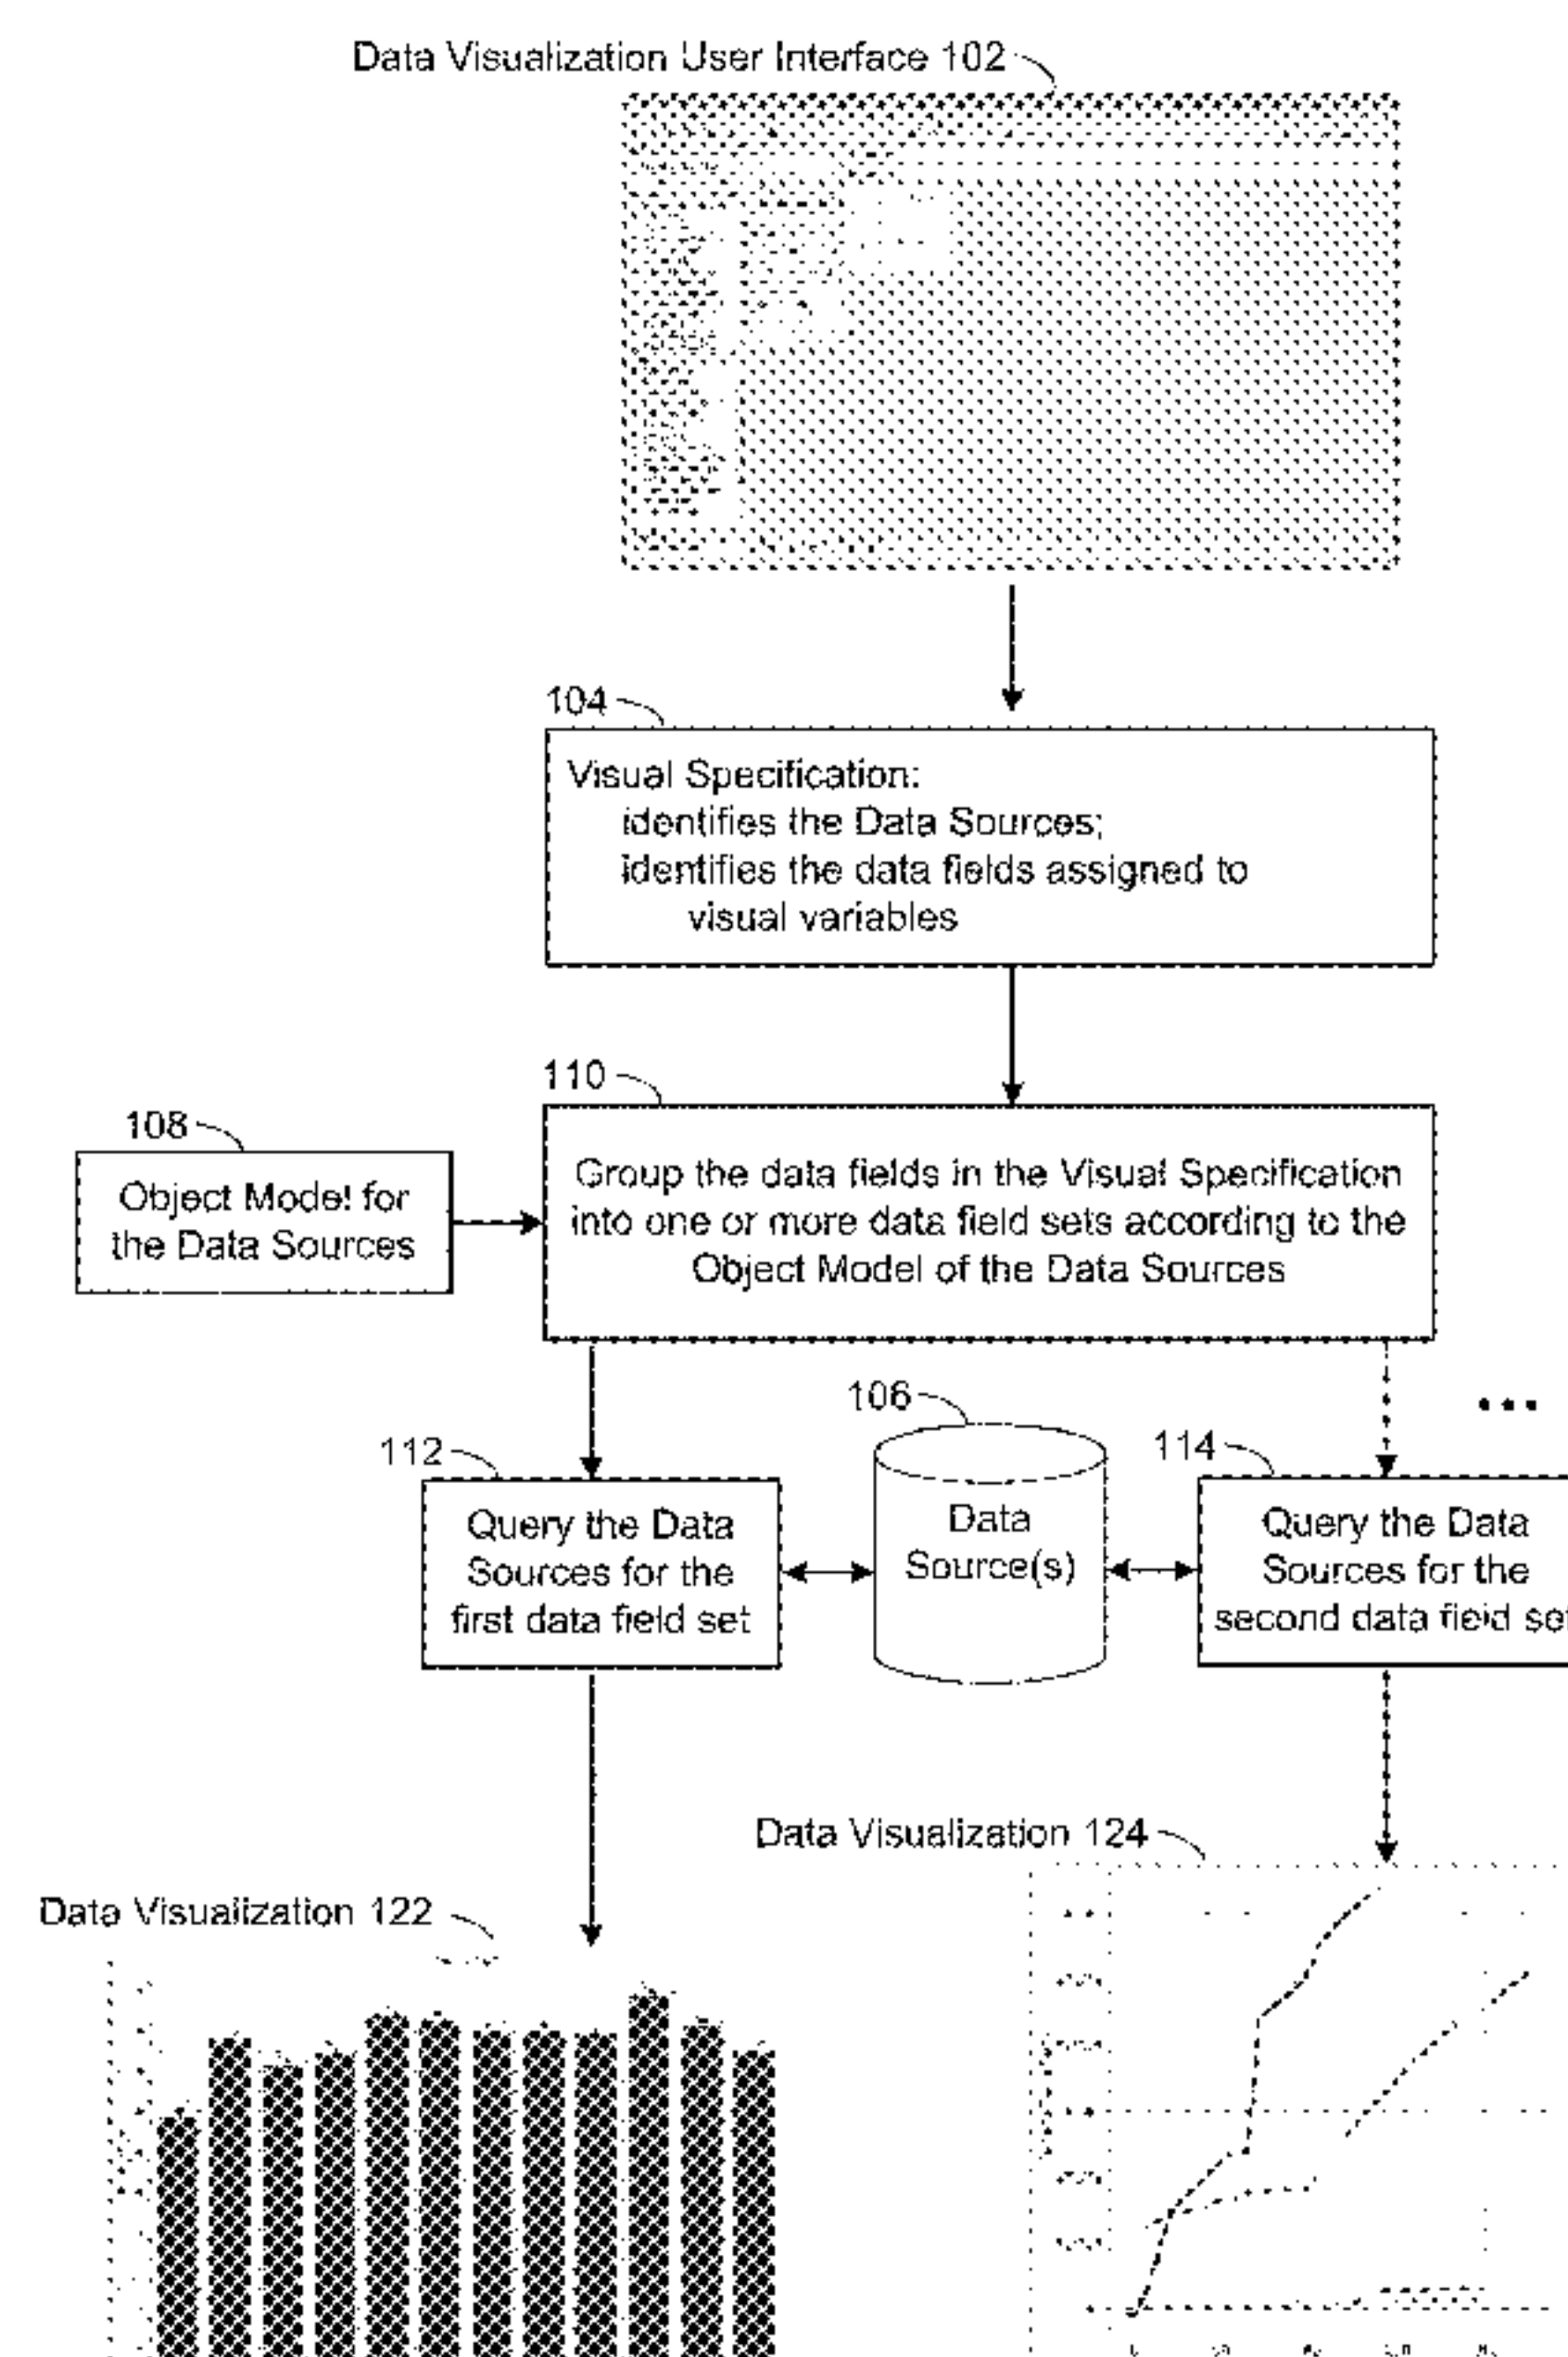 Data Visualization User Interface 102
104
Visual Specification:
identifies the Data Sources;
identifies the data fields assigned to
visual variables
110
108
Object Model for
the Data Sources
Group the data fields in the Visual Specification
into one or more data field sets according to the
Object Model of the Data Sources
106
...
112
114
Query the Data
Sources for the
first data field set
Data
Source(s)
Query the Data
Sources for the
second data field set
Data Visualization 124
Data Visualization 122